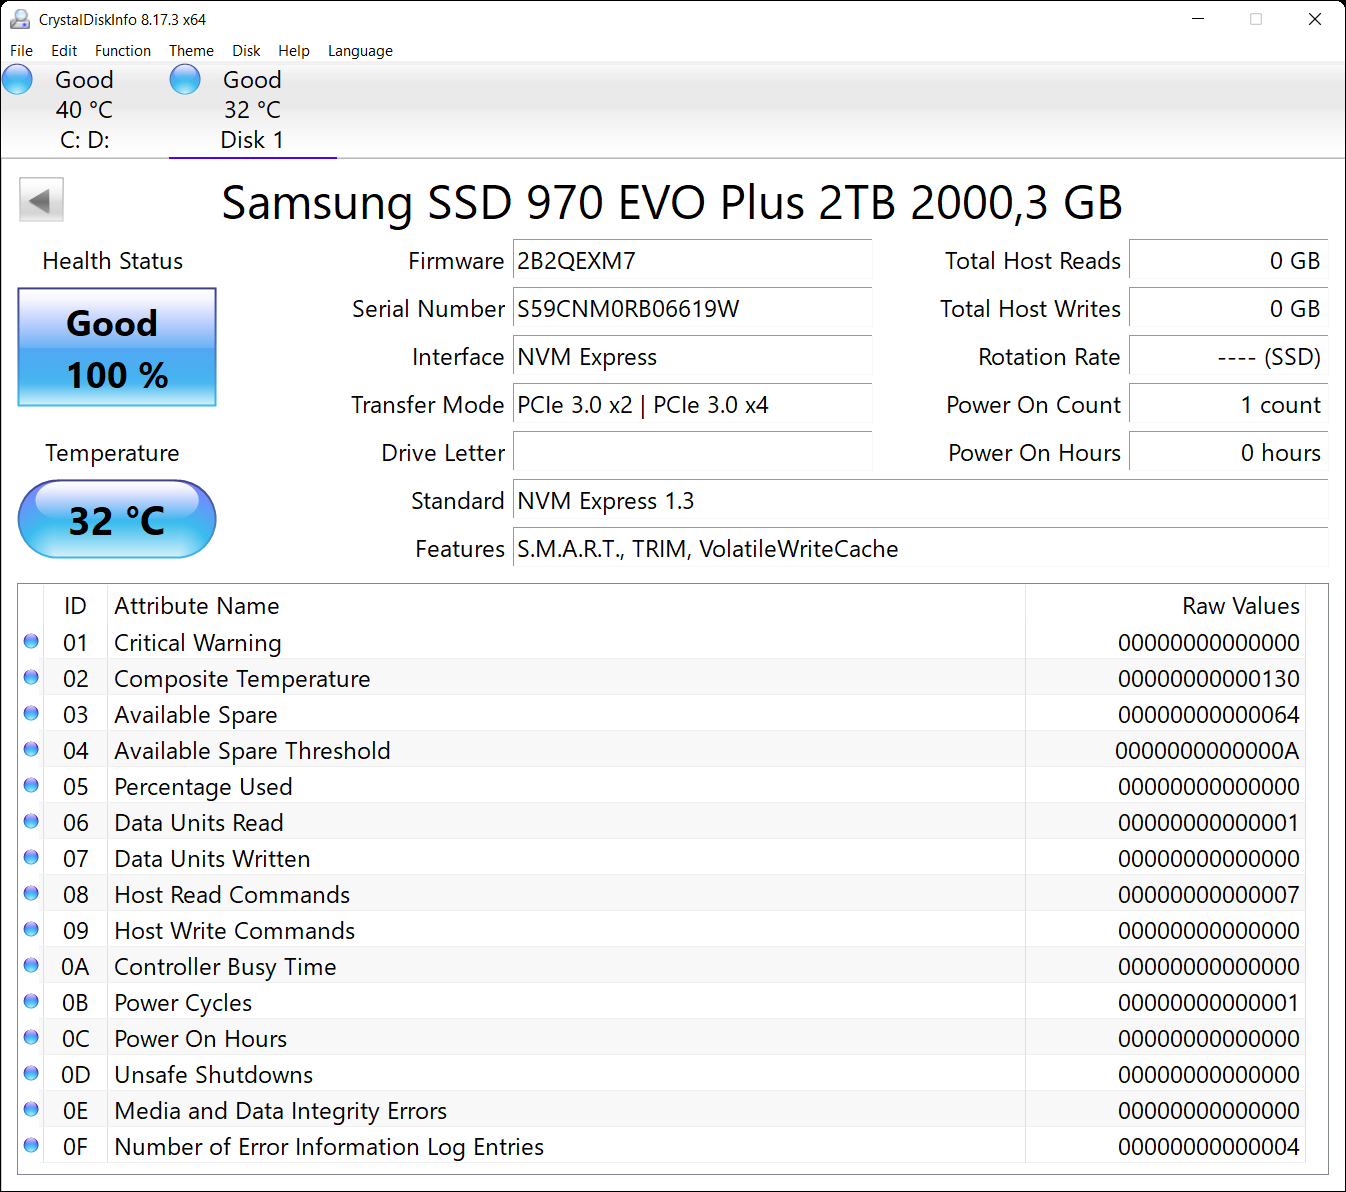 CrystalDiskInfo 8.17.3 x64
File Edit Function Theme Disk Help Language
Good Good
40 °C 32 °C
C: D: Disk 1
Samsung SSD 970 EVO Plus 2TB 2000,3 GB
Health Status
Good
100 %
Temperature
32 °C
Firmware 2B2QEXM7
Serial Number S59CNM0RB06619W
Interface NVM Express
Transfer Mode PCIe 3.0 x2 | PCIe 3.0 x4
Drive Letter
Standard NVM Express 1.3
Features S.M.A.R.T., TRIM, VolatileWriteCache
Total Host Reads 0 GB
Total Host Writes 0 GB
Rotation Rate ---- (SSD)
Power On Count 1 count
Power On Hours 0 hours
ID Attribute Name Raw Values
01 Critical Warning 00000000000000
02 Composite Temperature 00000000000130
03 Available Spare 00000000000064
04 Available Spare Threshold 0000000000000A
05 Percentage Used 00000000000000
06 Data Units Read 00000000000001
07 Data Units Written 00000000000000
08 Host Read Commands 00000000000007
09 Host Write Commands 00000000000000
0A Controller Busy Time 00000000000000
0B Power Cycles 00000000000001
0C Power On Hours 00000000000000
0D Unsafe Shutdowns 00000000000000
0E Media and Data Integrity Errors 00000000000000
0F Number of Error Information Log Entries 00000000000004